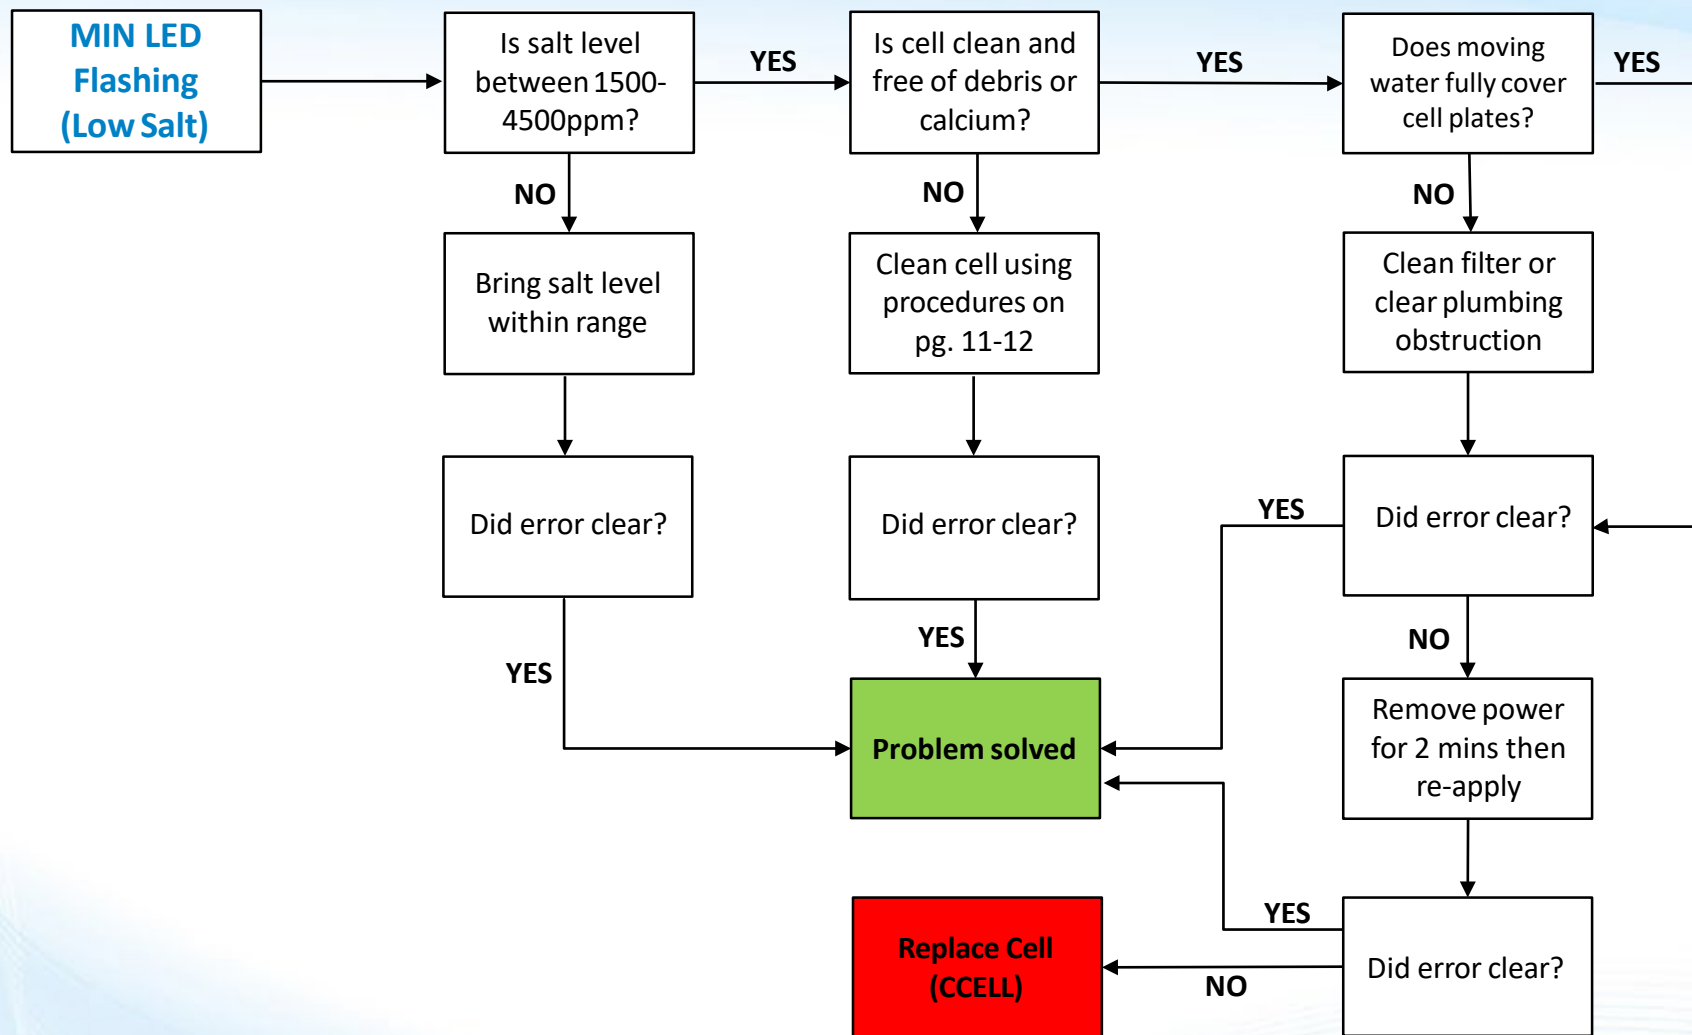 MIN LED
Flashing
(Low Salt)
Is salt level
between 1500-
4500ppm?
YES
Is cell clean and
free of debris or
calcium?
YES
Does moving
water fully cover
cell plates?
YES
NO
NO
NO
Bring salt level
within range
Clean cell using
procedures on
pg. 11-12
Clean filter or
clear plumbing
obstruction
Did error clear?
Did error clear?
YES
Did error clear?
YES
YES
NO
Problem solved
Remove power
for 2 mins then
re-apply
Replace Cell
(CCELL)
YES
NO
Did error clear?